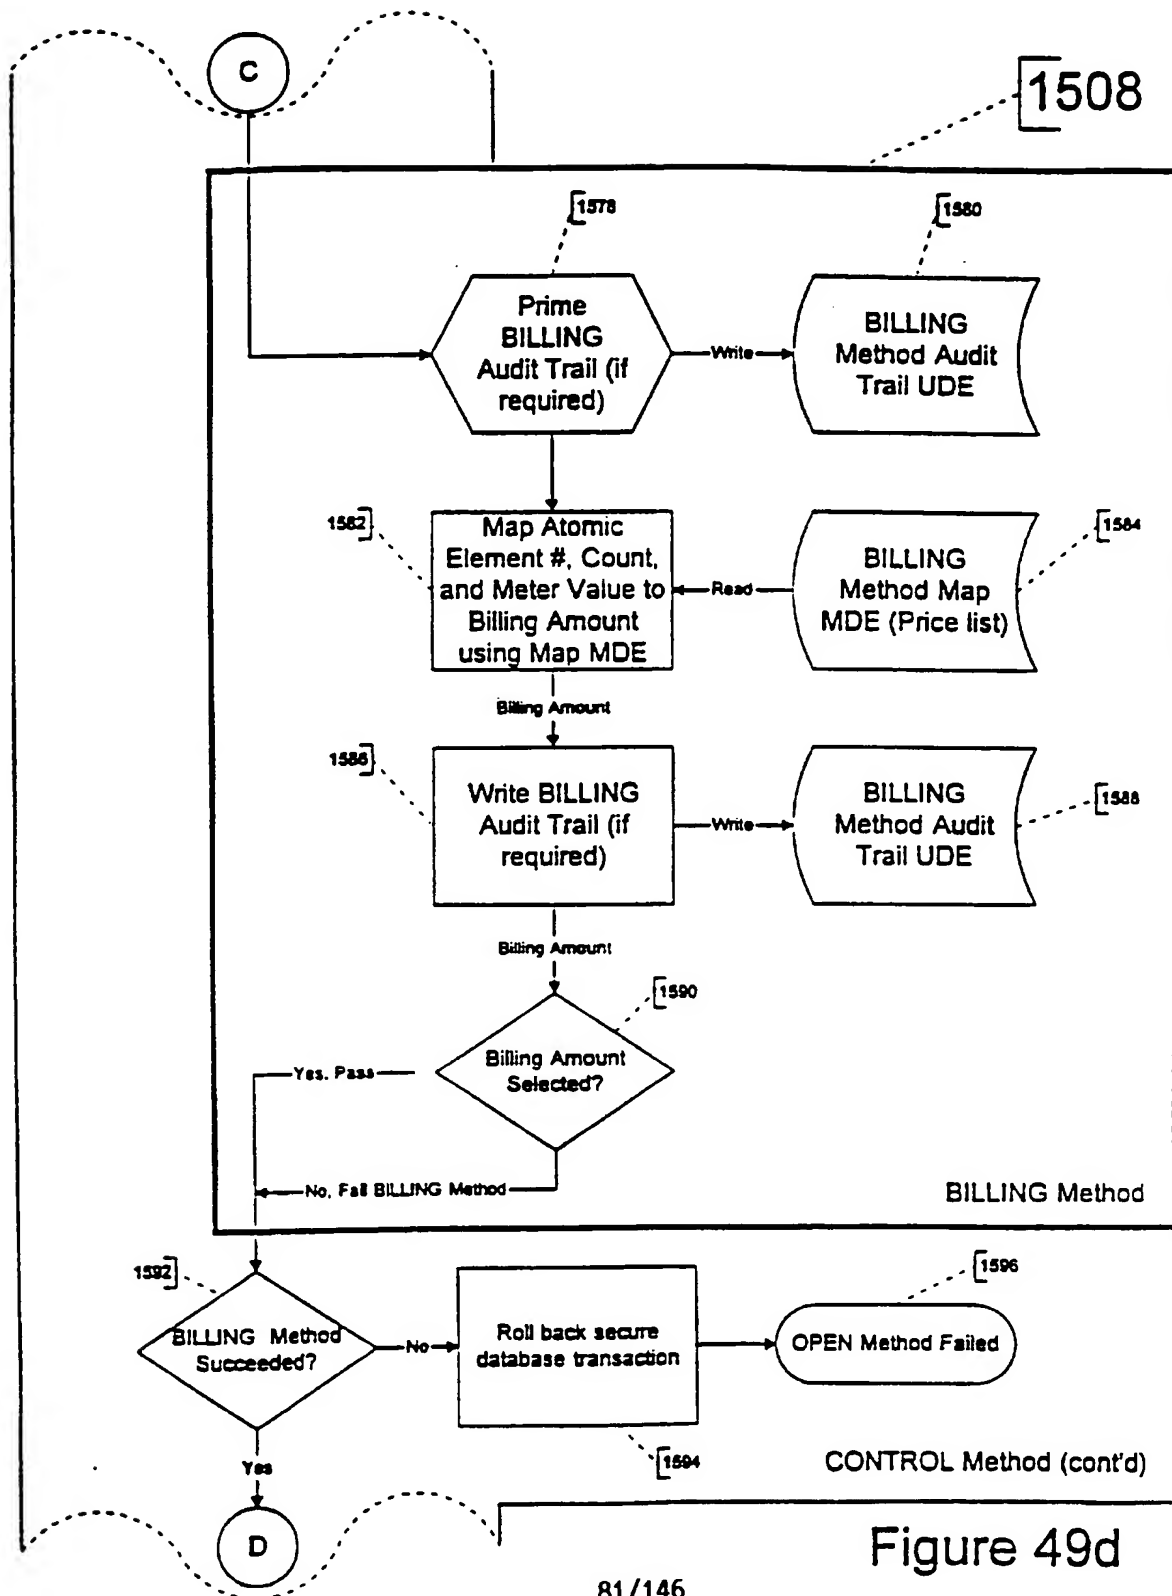 C
1508
1578
1580
Prime
BILLING
Audit Trail (if
required)
Write
BILLING
Method Audit
Trail UDE
1582
Map Atomic
Element #, Count,
and Meter Value to
Billing Amount
using Map MDE
Read
BILLING
Method Map
MDE (Price list)
1584
Billing Amount
1586
Write BILLING
Audit Trail (if
required)
Write
BILLING
Method Audit
Trail UDE
1588
Billing Amount
1590
Billing Amount
Selected?
Yes, Pass
No, Fail BILLING Method
BILLING Method
1592
BILLING Method
Succeeded?
No
Roll back secure
database transaction
1596
OPEN Method Failed
1594
Yes
CONTROL Method (cont'd)
D
Figure 49d
81/146